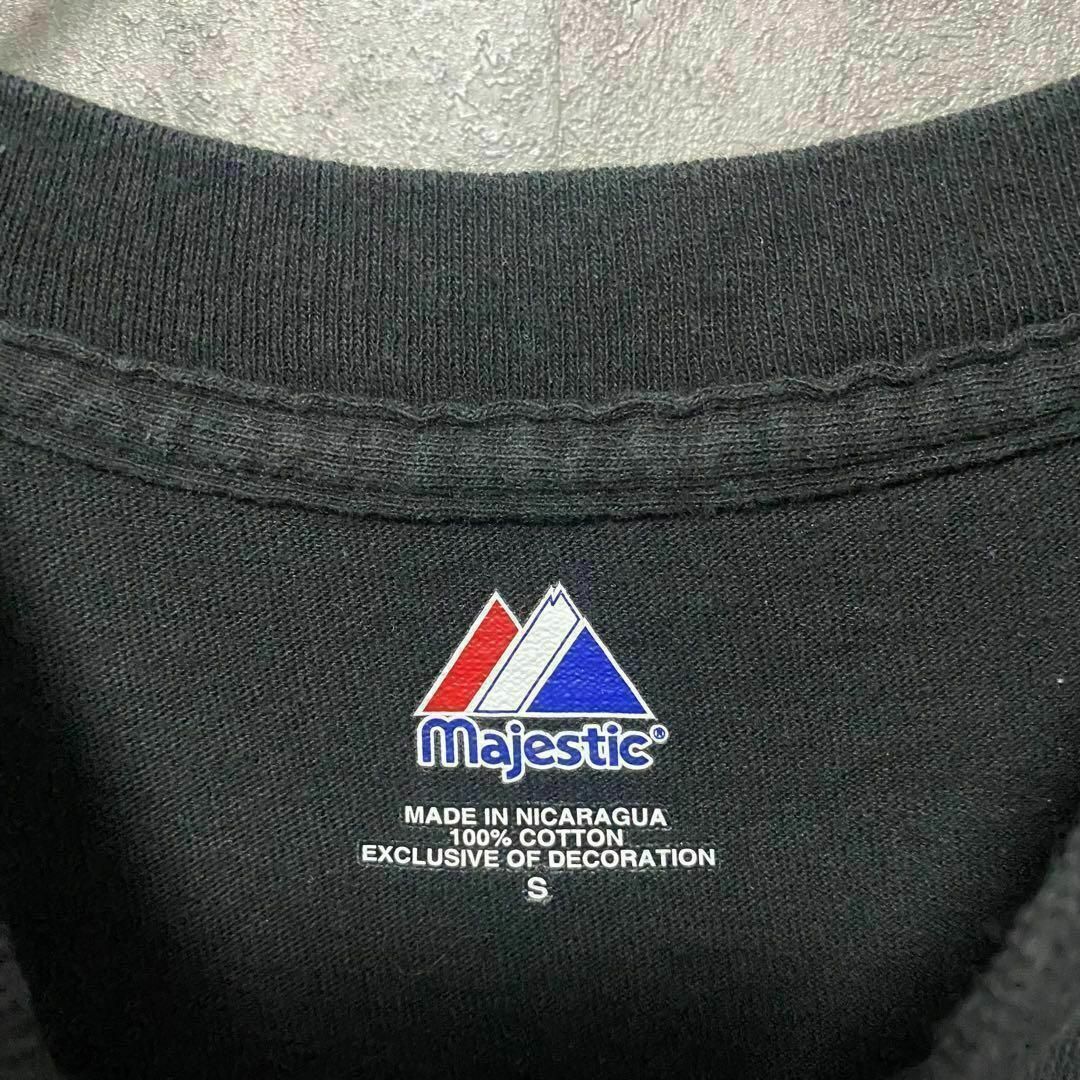 Majestic®
MADE IN NICARAGUA
100% COTTON
EXCLUSIVE OF DECORATION
S